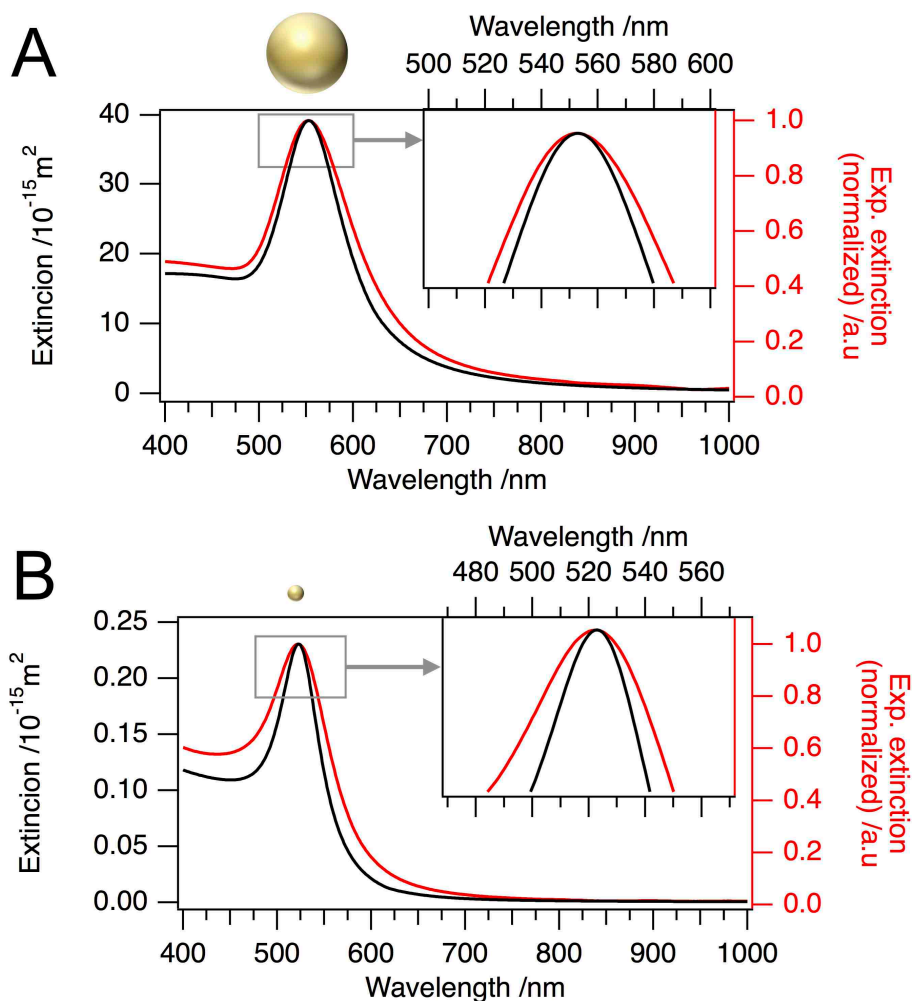 A
Wavelength /nm
500 520 540 560 580 600
40
30
20
10
0
Extincion /10⁻¹⁵m²
1.0
0.8
0.6
0.4
0.2
0.0
Exp. extinction
(normalized) /a.u
400 500 600 700 800 900 1000
Wavelength /nm
B
Wavelength /nm
480 500 520 540 560
0.25
0.20
0.15
0.10
0.05
0.00
Extincion /10⁻¹⁵m²
1.0
0.8
0.6
0.4
0.2
0.0
Exp. extinction
(normalized) /a.u
400 500 600 700 800 900 1000
Wavelength /nm